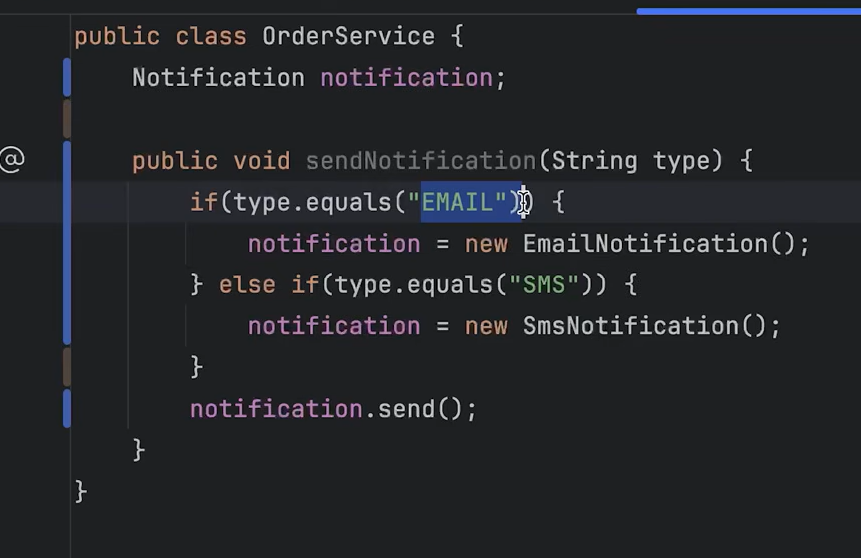 public class OrderService {
Notification notification;
@
public void sendNotification(String type) {
if(type.equals("EMAIL")) {
notification = new EmailNotification();
} else if(type.equals("SMS")) {
notification = new SmsNotification();
}
notification.send();
}
}